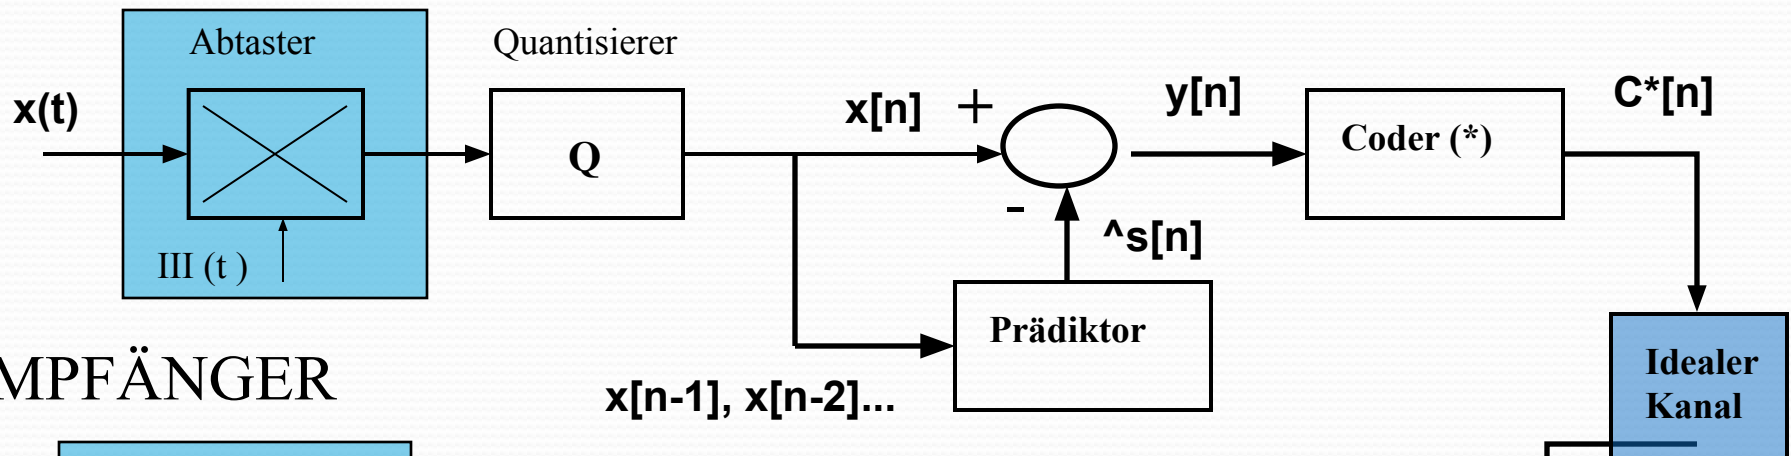 Abtaster
Quantisierer
x(t)
x[n]
+
y[n]
C*[n]
Q
Coder (*)
-
^s[n]
III (t )
Prädiktor
MPFÄNGER
x[n-1], x[n-2]...
Idealer
Kanal